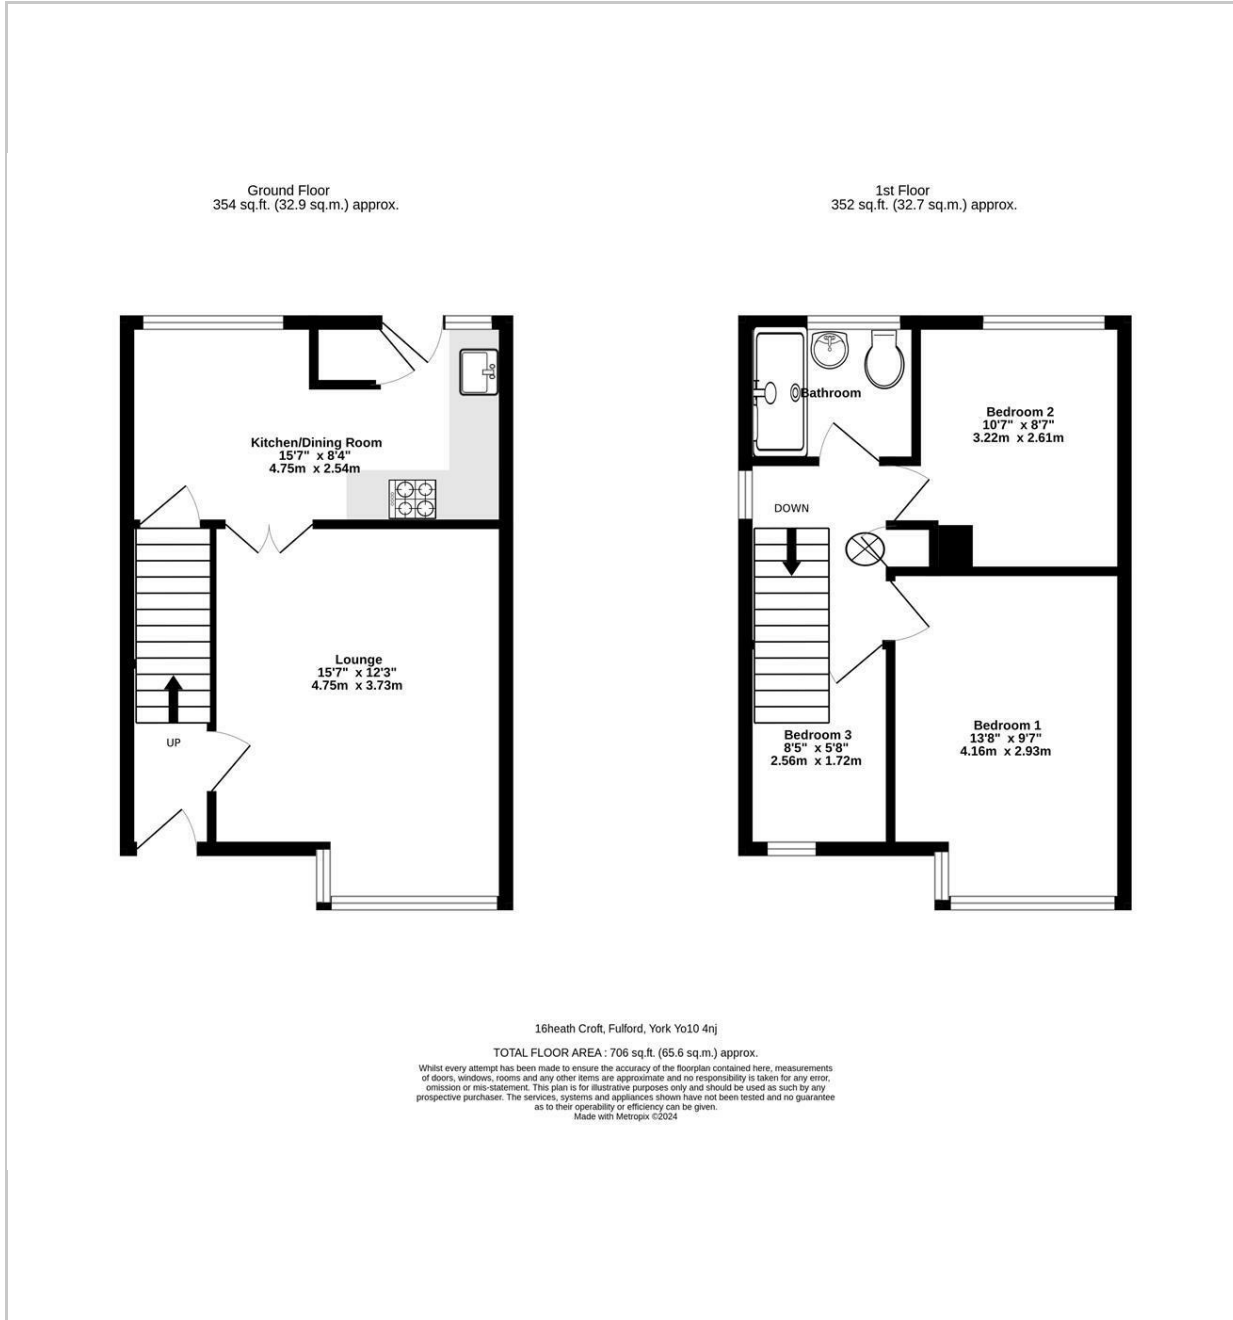 Ground Floor
354 sq.ft. (32.9 sq.m.) approx.
1st Floor
352 sq.ft. (32.7 sq.m.) approx.
Kitchen/Dining Room
15'7" x 8'4"
4.75m x 2.54m
Lounge
15'7" x 12'3"
4.75m x 3.73m
UP
Bathroom
Bedroom 2
10'7" x 8'7"
3.22m x 2.61m
DOWN
Bedroom 1
13'8" x 9'7"
4.16m x 2.93m
Bedroom 3
8'5" x 5'8"
2.56m x 1.72m
16heath Croft, Fulford, York Yo10 4nj
TOTAL FLOOR AREA : 706 sq.ft. (65.6 sq.m.) approx.
Whilst every attempt has been made to ensure the accuracy of the floorplan contained here, measurements
of doors, windows, rooms and any other items are approximate and no responsibility is taken for any error,
omission or mis-statement. This plan is for illustrative purposes only and should be used as such by any
prospective purchaser. The services, systems and appliances shown have not been tested and no guarantee
as to their operability or efficiency can be given.
Made with Metropix ©2024